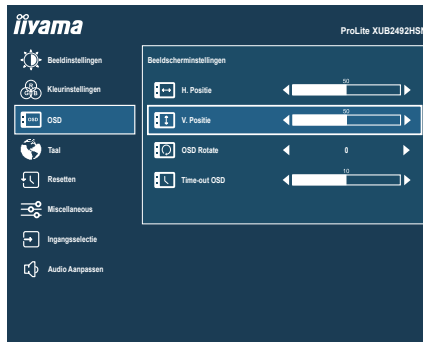 iiyama
ProLite XUB2492HSN
Beeldinstellingen
Kleurinstellingen
OSD
Taal
Resetten
Miscellaneous
Ingangsselectie
Audio Aanpassen
Beeldscherminstellingen
H. Positie 50
V. Positie 50
OSD Rotate 0
Time-out OSD 10
R
G B
OSD